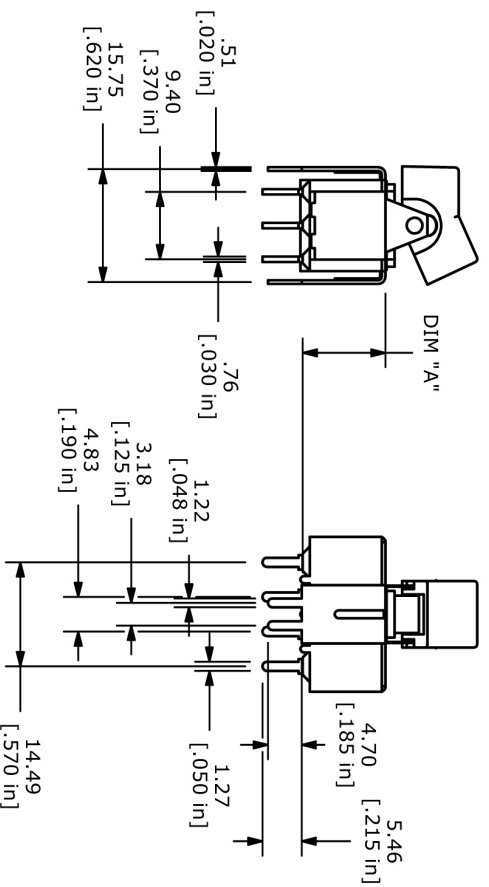 .51
[.020 in]
9.40
[.370 in]
15.75
[.620 in]
.76
[.030 in]
DIM "A"
1.22
[.048 in]
3.18
[.125 in]
4.83
[.190 in]
4.70
[.185 in]
5.46
[.215 in]
1.27
[.050 in]
14.49
[.570 in]